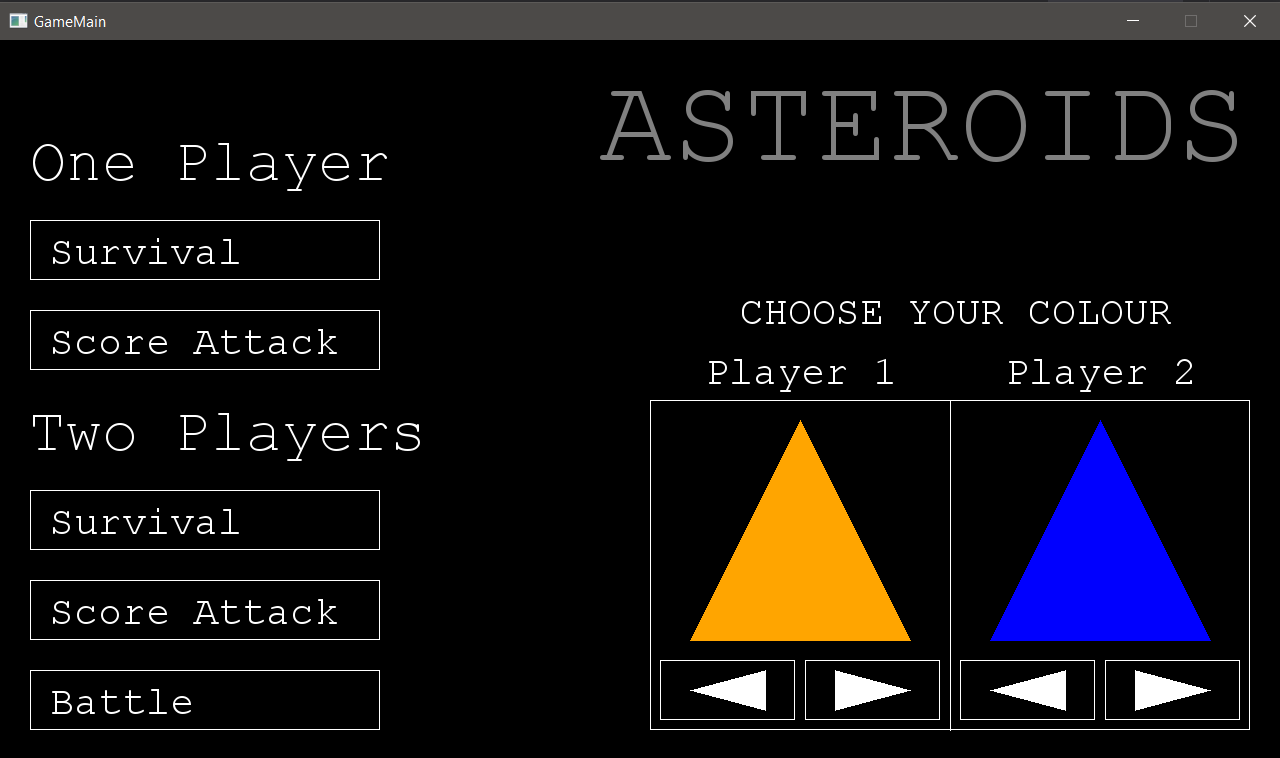 GameMain
ASTEROIDS
One Player
Survival
Score Attack
Two Players
Survival
Score Attack
Battle
CHOOSE YOUR COLOUR
Player 1
Player 2